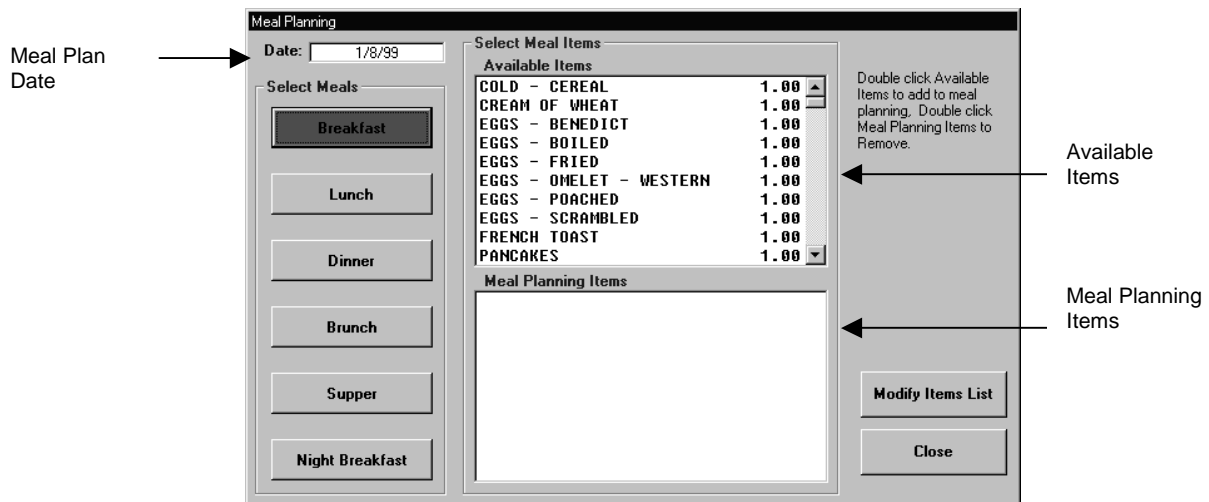 Meal Planning
Meal Plan
Date
Date: 1/8/99
Select Meals
Breakfast
Lunch
Dinner
Brunch
Supper
Night Breakfast
Select Meal Items
Available Items
COLD - CEREAL 1.00
CREAM OF WHEAT 1.00
EGGS - BENEDICT 1.00
EGGS - BOILED 1.00
EGGS - FRIED 1.00
EGGS - OMELET - WESTERN 1.00
EGGS - POACHED 1.00
EGGS - SCRAMBLED 1.00
FRENCH TOAST 1.00
PANCAKES 1.00
Meal Planning Items
Double click Available
Items to add to meal
planning, Double click
Meal Planning Items to
Remove.
Modify Items List
Close
Available
Items
Meal Planning
Items